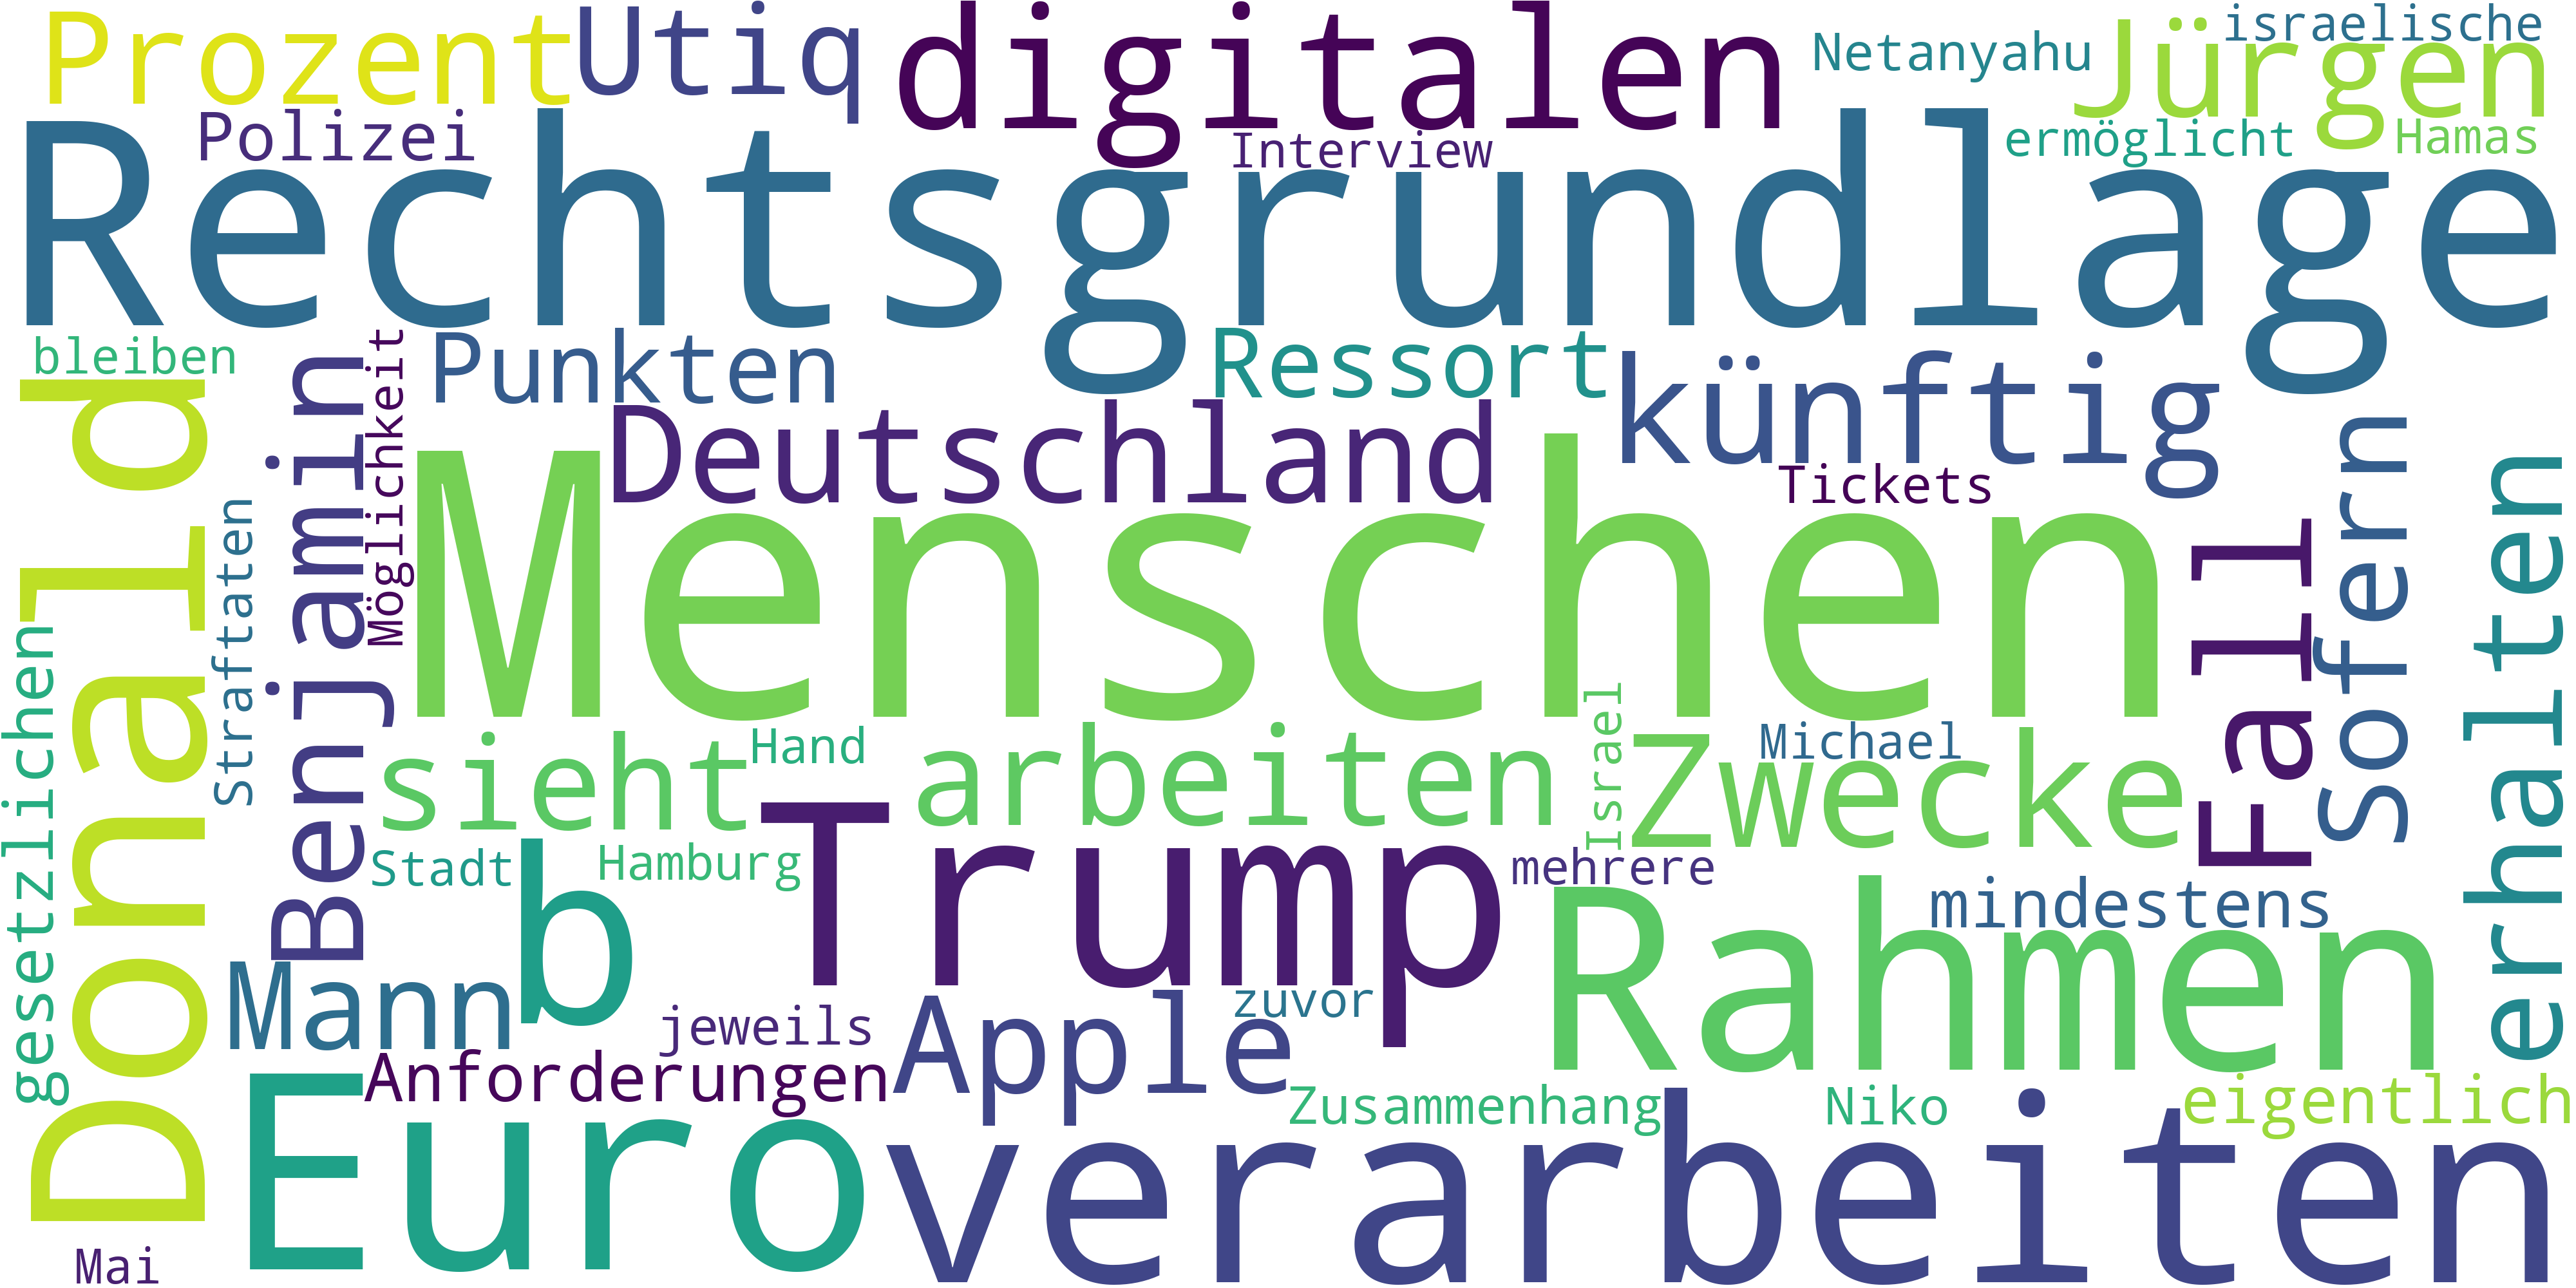 Prozent
Utiq
digitalen
Netanyahu
Jürgen
israelische
Polizei
Interview
ermöglicht
Hamas
Rechtsgrundlage
bleiben
Donald
Benjamin
Möglichkeit
Punkten
Ressort
künftig
Deutschland
Tickets
Menschen
Straftaten
gesetzlichen
Fall
Sofern
erhalten
sieht
Hand
arbeiten
Israel
Zwecke
Michael
Stadt
b
Hamburg
Trump
mehrere
Rahmen
mindestens
Mann
jeweils
Apple
zuvor
Anforderungen
Zusammenhang
Niko
eigentlich
Euro
verarbeiten
Mai